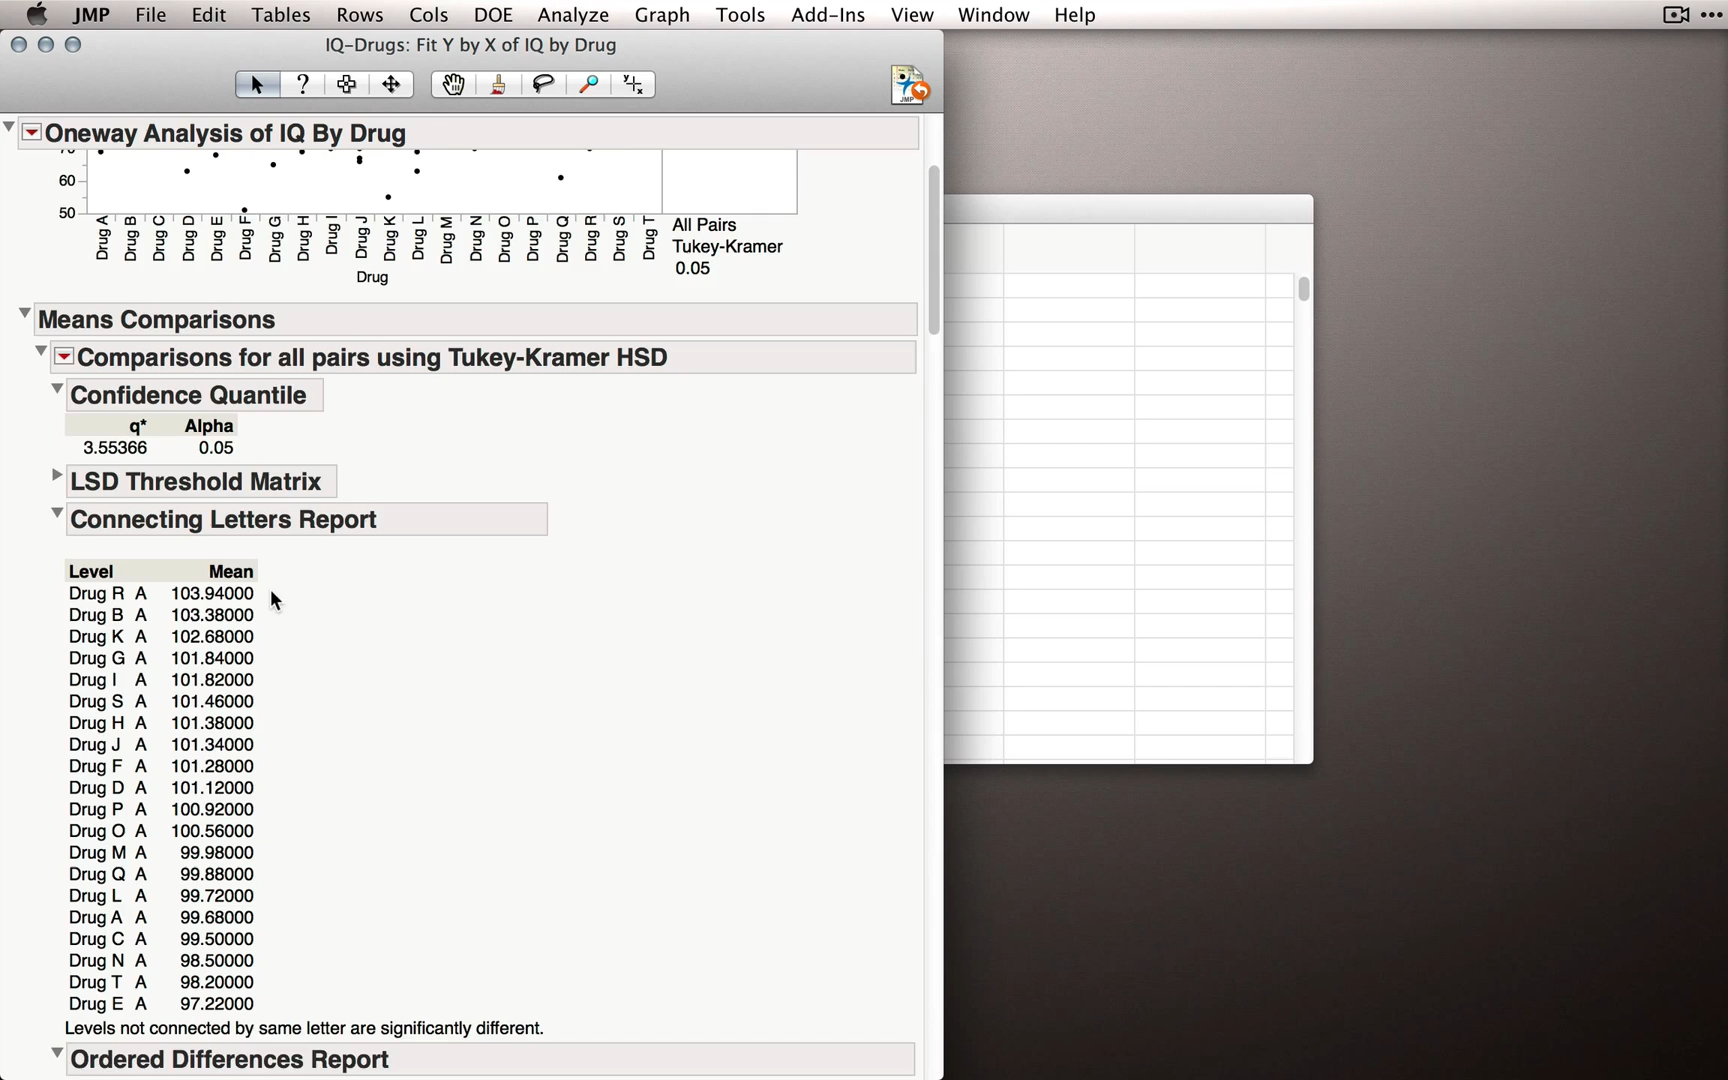 JMP File Edit Tables Rows Cols DOE Analyze Graph Tools Add-Ins View Window Help
IQ-Drugs: Fit Y by X of IQ by Drug
JMP
Oneway Analysis of IQ By Drug
60
50
Drug A Drug B Drug C Drug D Drug E Drug F Drug G Drug H Drug I Drug J Drug K Drug L Drug M Drug N Drug O Drug P Drug Q Drug R Drug S Drug T
Drug
All Pairs
Tukey-Kramer
0.05
Means Comparisons
Comparisons for all pairs using Tukey-Kramer HSD
Confidence Quantile
q* Alpha
3.55366 0.05
LSD Threshold Matrix
Connecting Letters Report
Level Mean
Drug R A 103.94000
Drug B A 103.38000
Drug K A 102.68000
Drug G A 101.84000
Drug I A 101.82000
Drug S A 101.46000
Drug H A 101.38000
Drug J A 101.34000
Drug F A 101.28000
Drug D A 101.12000
Drug P A 100.92000
Drug O A 100.56000
Drug M A 99.98000
Drug Q A 99.88000
Drug L A 99.72000
Drug A A 99.68000
Drug C A 99.50000
Drug N A 98.50000
Drug T A 98.20000
Drug E A 97.22000
Levels not connected by same letter are significantly different.
Ordered Differences Report